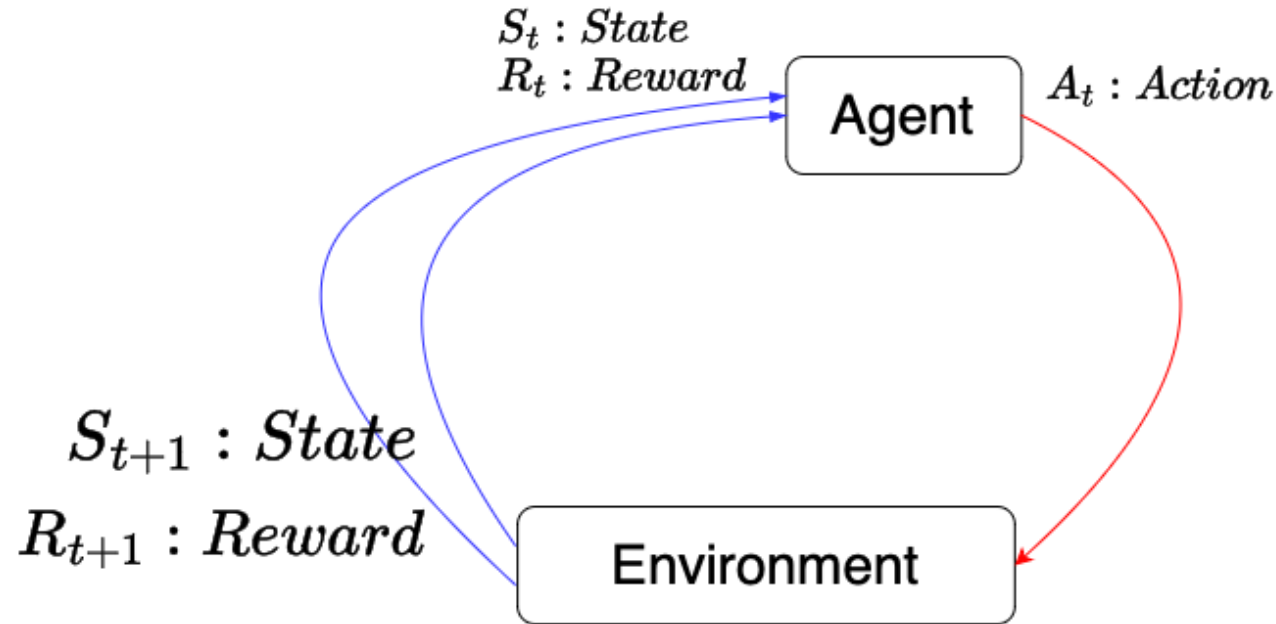 S_t : State
R_t : Reward
Agent
A_t : Action
S_{t+1} : State
R_{t+1} : Reward
Environment